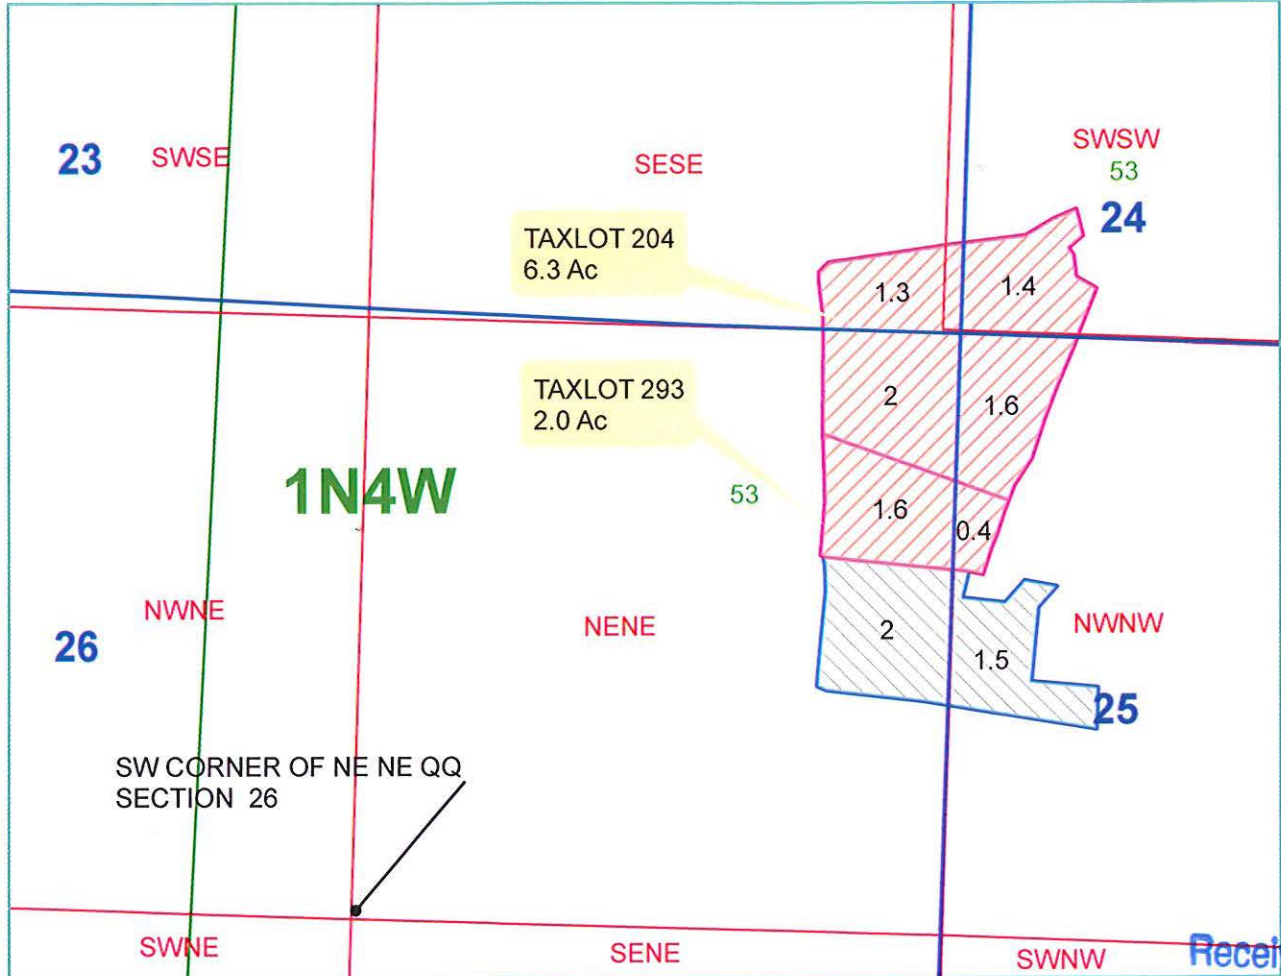 SWSW
53
24
23
SWSE
SESE
TAXLOT 204
6.3 Ac
1.3
1.4
TAXLOT 293
2.0 Ac
2
1.6
1N4W
53
1.6
0.4
NWNE
NENE
NWNW
26
2
1.5
25
SW CORNER OF NE NE QQ
SECTION 26
SWNE
SENE
SWNW
Recei